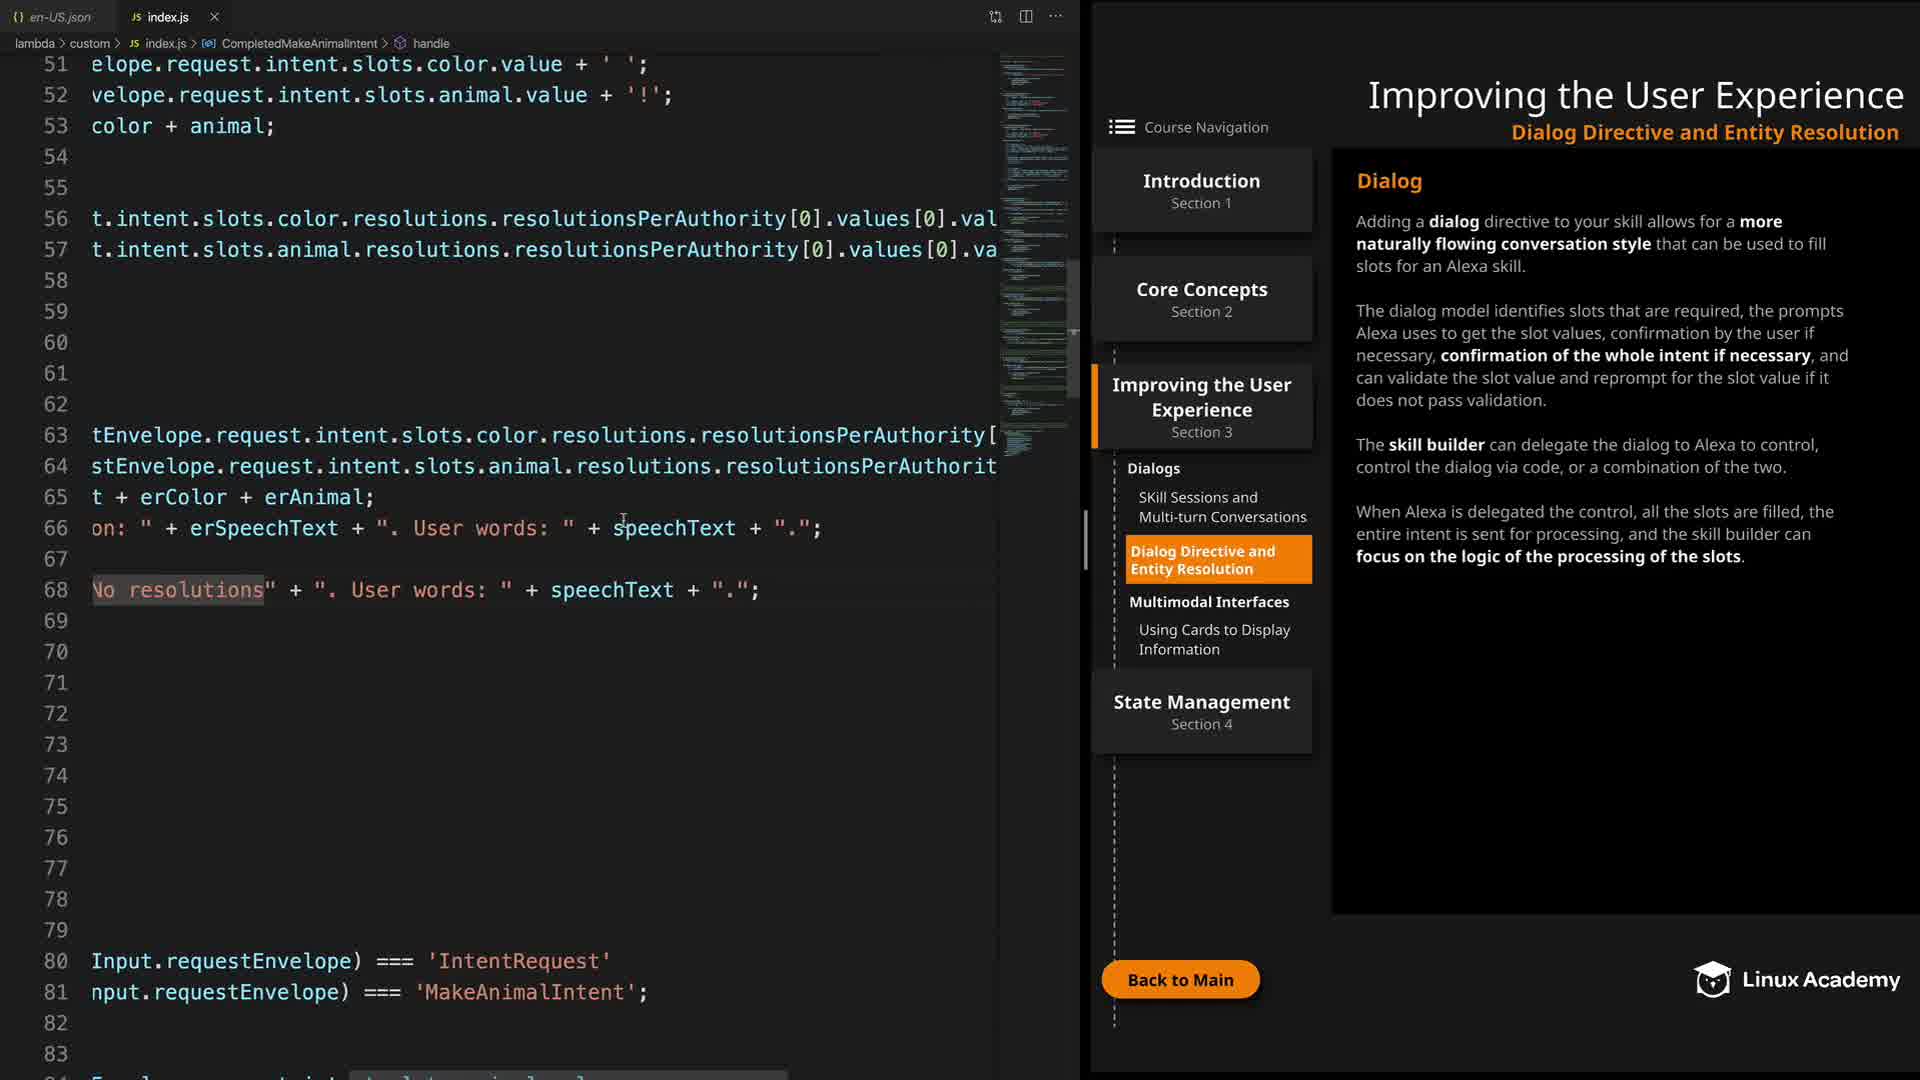 en-US.json
JS index.js
lambda > custom > JS index.js > CompletedMakeAnimalIntent > handle
51 elope.request.intent.slots.color.value + ' ';
52 velope.request.intent.slots.animal.value + '!';
53 color + animal;
54
55
56 t.intent.slots.color.resolutions.resolutionsPerAuthority[0].values[0].val
57 t.intent.slots.animal.resolutions.resolutionsPerAuthority[0].values[0].va
58
59
60
61
62
63 tEnvelope.request.intent.slots.color.resolutions.resolutionsPerAuthority[
64 stEnvelope.request.intent.slots.animal.resolutions.resolutionsPerAuthorit
65 t + erColor + erAnimal;
66 on: " + erSpeechText + ". User words: " + speechText + ".";
67
68 No resolutions" + ". User words: " + speechText + ".";
69
70
71
72
73
74
75
76
77
78
79
80 Input.requestEnvelope) === 'IntentRequest'
81 nput.requestEnvelope) === 'MakeAnimalIntent';
82
83
Improving the User Experience
Dialog Directive and Entity Resolution
Course Navigation
Introduction
Section 1
Core Concepts
Section 2
Improving the User
Experience
Section 3
Dialogs
SKill Sessions and
Multi-turn Conversations
Dialog Directive and
Entity Resolution
Multimodal Interfaces
Using Cards to Display
Information
State Management
Section 4
Back to Main
Dialog
Adding a dialog directive to your skill allows for a more
naturally flowing conversation style that can be used to fill
slots for an Alexa skill.
The dialog model identifies slots that are required, the prompts
Alexa uses to get the slot values, confirmation by the user if
necessary, confirmation of the whole intent if necessary, and
can validate the slot value and reprompt for the slot value if it
does not pass validation.
The skill builder can delegate the dialog to Alexa to control,
control the dialog via code, or a combination of the two.
When Alexa is delegated the control, all the slots are filled, the
entire intent is sent for processing, and the skill builder can
focus on the logic of the processing of the slots.
Linux Academy